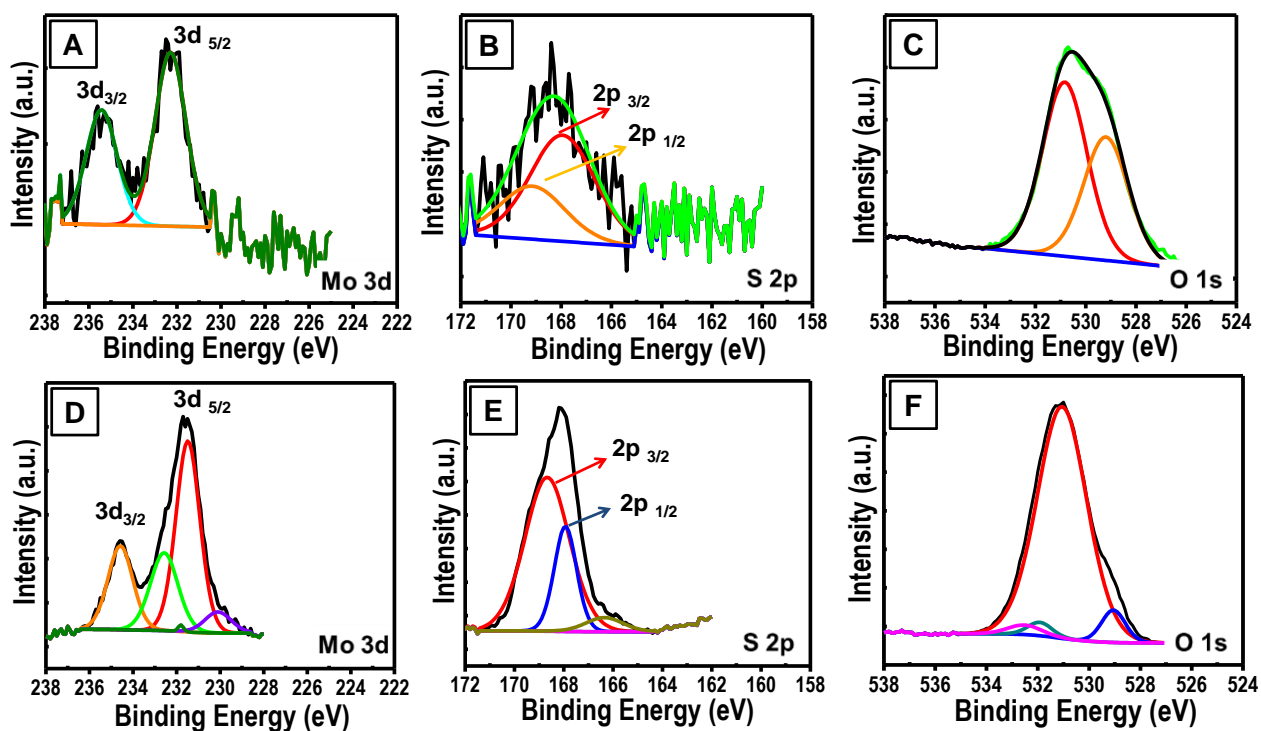 A
3d 5/2
3d3/2
Mo 3d
Intensity (a.u.)
238 236 234 232 230 228 226 224 222
Binding Energy (eV)
B
2p 3/2
2p 1/2
S 2p
Intensity (a.u.)
172 170 168 166 164 162 160 158
Binding Energy (eV)
C
O 1s
Intensity (a.u.)
538 536 534 532 530 528 526 524
Binding Energy (eV)
D
3d 5/2
3d3/2
Mo 3d
Intensity (a.u.)
238 236 234 232 230 228 226 224 222
Binding Energy (eV)
E
2p 3/2
2p 1/2
S 2p
Intensity (a.u.)
172 170 168 166 164 162 160 158
Binding Energy (eV)
F
O 1s
Intensity (a.u.)
538 536 534 532 530 528 526 524
Binding Energy (eV)